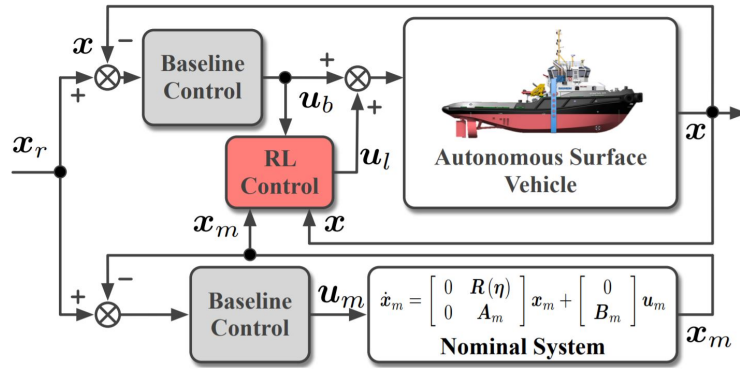 x
−
+
Baseline
Control
u_b
+
+
x_r
RL
Control
u_l
Autonomous Surface
Vehicle
x
x_m
x
−
+
Baseline
Control
u_m
ẋ_m = [ 0 R(η) ; 0 A_m ] x_m + [ 0 ; B_m ] u_m
Nominal System
x_m